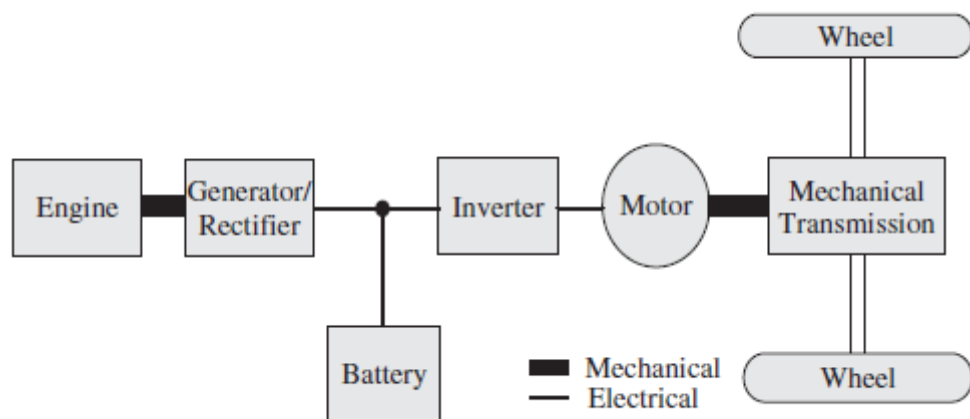 Wheel
Engine
Generator/
Rectifier
Inverter
Motor
Mechanical
Transmission
Battery
Mechanical
Electrical
Wheel